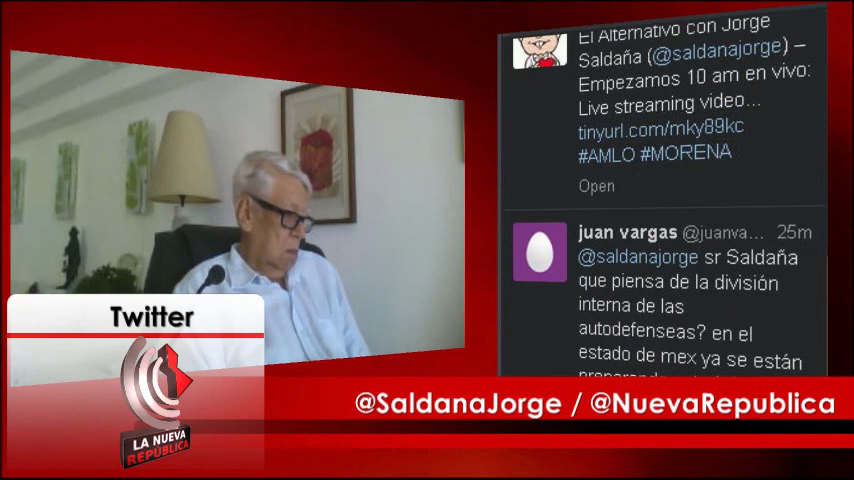 El Alternativo con Jorge
Saldaña (@saldanajorge) –
Empezamos 10 am en vivo:
Live streaming video...
tinyurl.com/mky89kc
#AMLO #MORENA
Open
juan vargas @juanva... 25m
@saldanajorge sr Saldaña
que piensa de la división
interna de las
autodefenseas? en el
estado de mex ya se están
Twitter
LA NUEVA
REPUBLICA
@SaldanaJorge / @NuevaRepublica